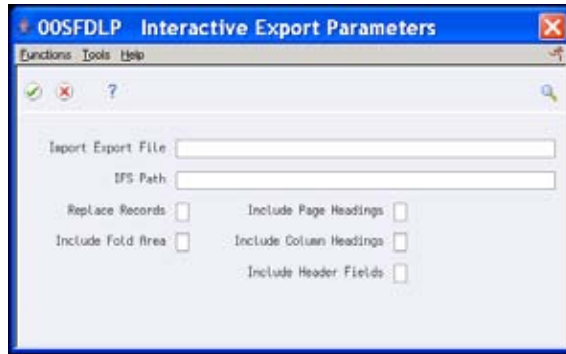 00SFDLP Interactive Export Parameters
Functions Tools Help
?
Import Export File
IFS Path
Replace Records Include Page Headings
Include Fold Area Include Column Headings
Include Header Fields